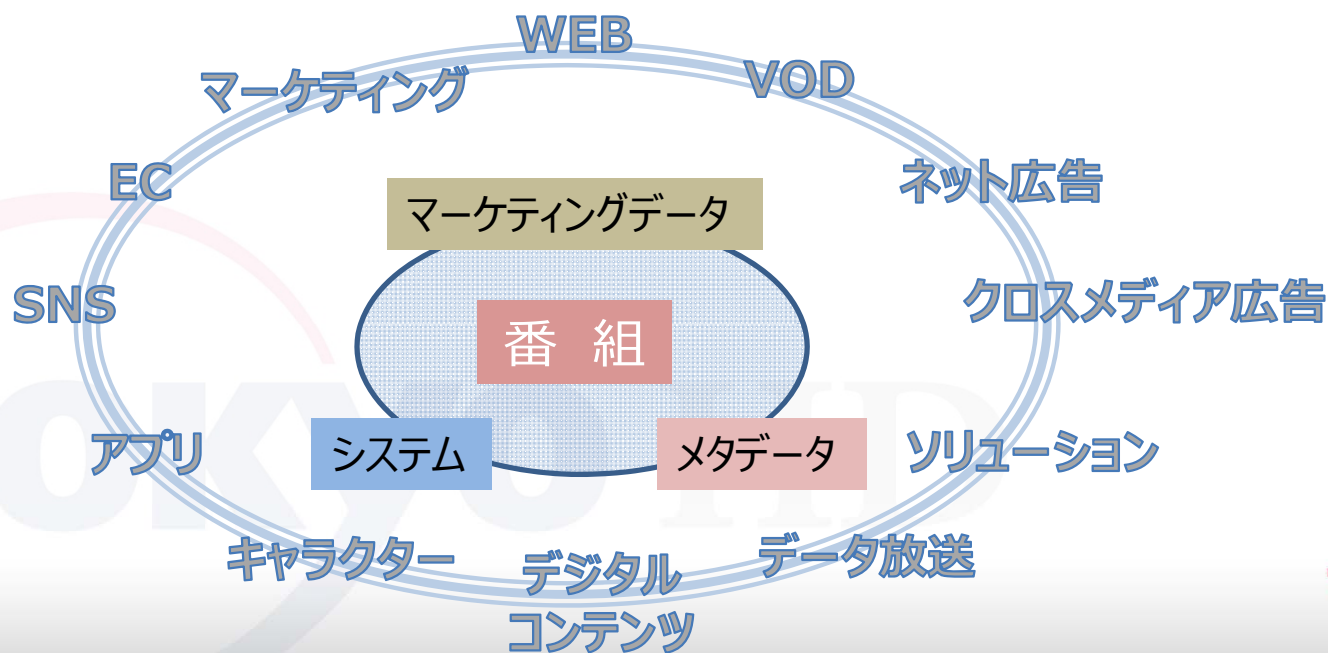 WEB
VOD
マーケティング
EC
ネット広告
マーケティングデータ
SNS
クロスメディア広告
番 組
アプリ
システム
メタデータ
ソリューション
キャラクター
デジタル
コンテンツ
データ放送
OKYO HD